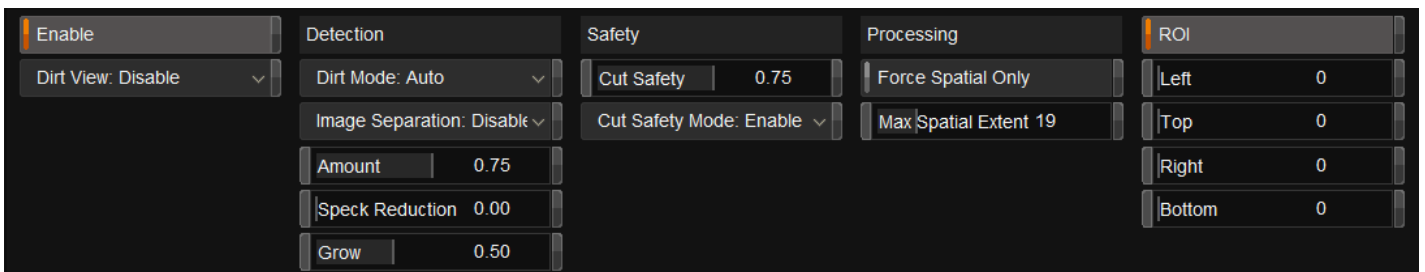 Enable
Detection
Safety
Processing
ROI
Dirt View: Disable
Dirt Mode: Auto
Cut Safety 0.75
Force Spatial Only
Left 0
Image Separation: Disable
Cut Safety Mode: Enable
Max Spatial Extent 19
Top 0
Amount 0.75
Right 0
Speck Reduction 0.00
Bottom 0
Grow 0.50